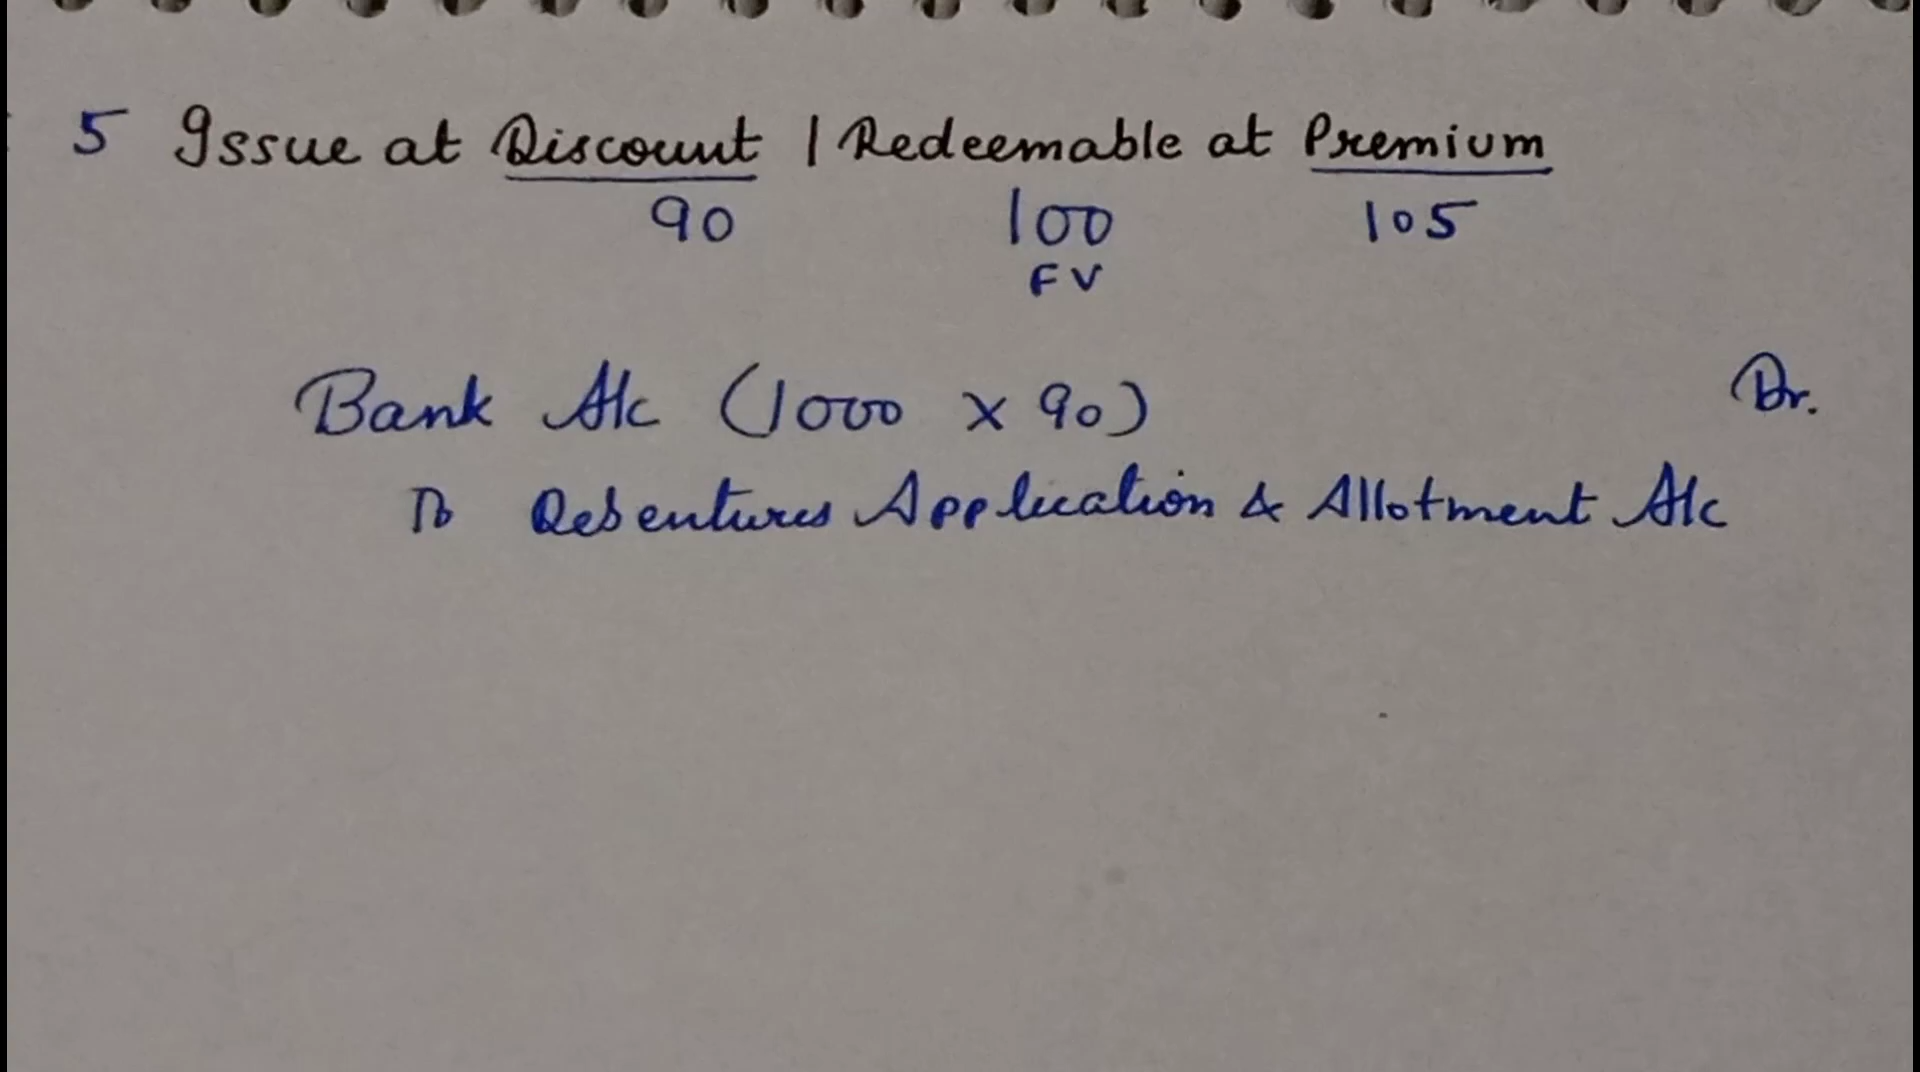 5 Issue at Discount | Redeemable at Premium
90 100 105
FV
Bank A/c (1000 x 90) Dr.
To Debentures Application & Allotment A/c